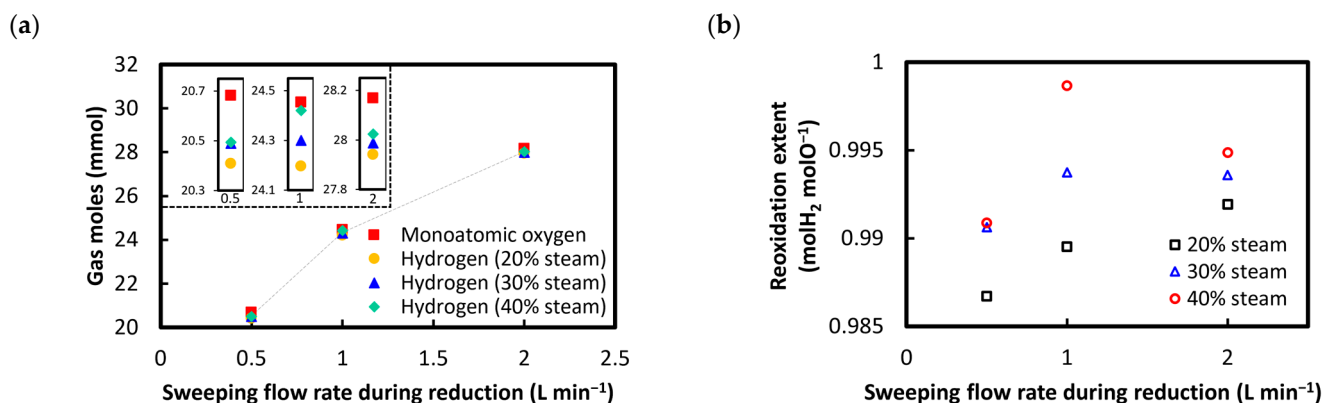 (a)
Gas moles (mmol)
32
30
28
26
24
22
20
0
0.5
1
1.5
2
2.5
Sweeping flow rate during reduction (L min⁻¹)
20.7
20.5
20.3
0.5
24.5
24.3
24.1
1
28.2
28
27.8
2
Monoatomic oxygen
Hydrogen (20% steam)
Hydrogen (30% steam)
Hydrogen (40% steam)
(b)
Reoxidation extent
(molH₂ molO⁻¹)
1
0.995
0.99
0.985
0
1
2
Sweeping flow rate during reduction (L min⁻¹)
20% steam
30% steam
40% steam